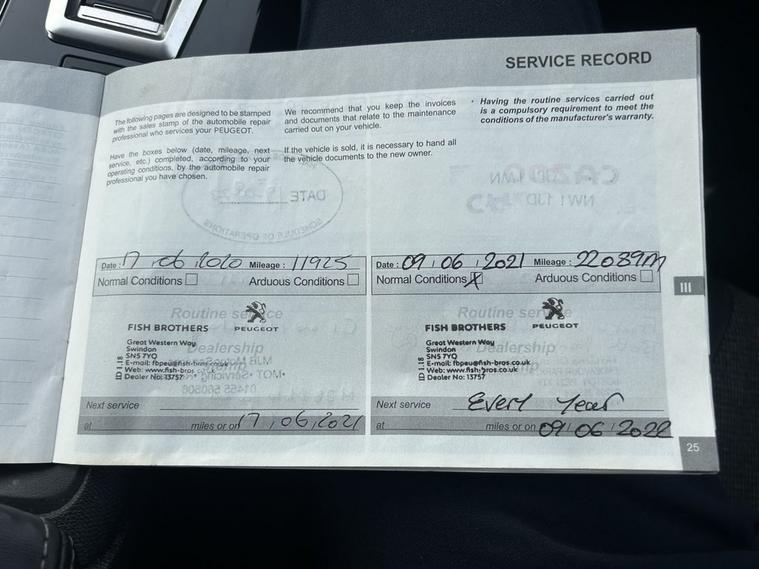 SERVICE RECORD
The following pages are designed to be stamped
with the sales stamp of the automobile repair
professional who services your PEUGEOT.
Have the boxes below (date, mileage, next
service, etc.) completed, according to your
operating conditions, by the automobile repair
professional you have chosen.
We recommend that you keep the invoices
and documents that relate to the maintenance
carried out on your vehicle.
If the vehicle is sold, it is necessary to hand all
the vehicle documents to the new owner.
• Having the routine services carried out
is a compulsory requirement to meet the
conditions of the manufacturer's warranty.
Date: 17 06 2020 Mileage: 11925
Normal Conditions Arduous Conditions
Routine service
FISH BROTHERS PEUGEOT
Great Western Way
Swindon
SN5 7YQ
E-mail: fbpeu@fish-bros.co.uk
Web: www.fish-bros.co.uk
Dealer No: 13757
ID 1.18
Dealership
Next service
at miles or on 17 06 2021
Date: 09 06 2021 Mileage: 22089M
Normal Conditions X Arduous Conditions
Routine service
FISH BROTHERS PEUGEOT
Great Western Way
Swindon
SN5 7YQ
E-mail: fbpeu@fish-bros.co.uk
Web: www.fish-bros.co.uk
Dealer No: 13757
ID 1.18
Dealership
Next service Every Year
at miles or on 09 06 2022
III
25